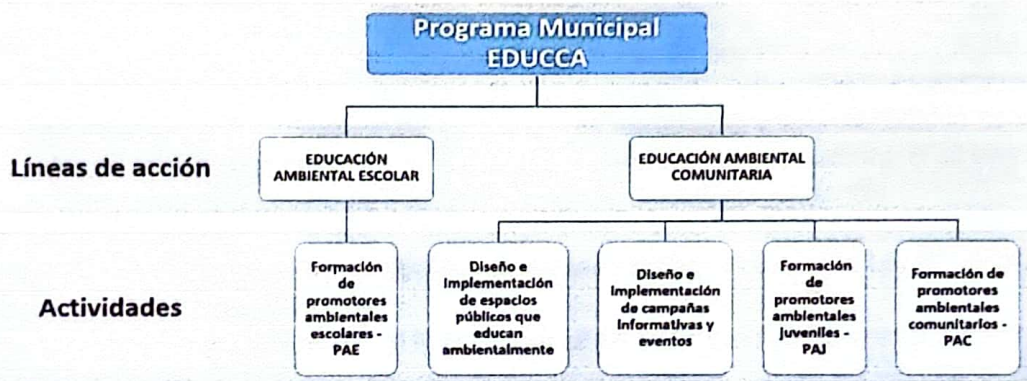 Programa Municipal
EDUCCA
Líneas de acción
EDUCACIÓN
AMBIENTAL ESCOLAR
EDUCACIÓN AMBIENTAL
COMUNITARIA
Actividades
Formación
de
promotores
ambientales
escolares -
PAE
Diseño e
Implementación
de espacios
públicos que
educan
ambientalmente
Diseño e
Implementación
de campañas
Informativas y
eventos
Formación
de
promotores
ambientales
juveniles -
PAJ
Formación de
promotores
ambientales
comunitarios -
PAC